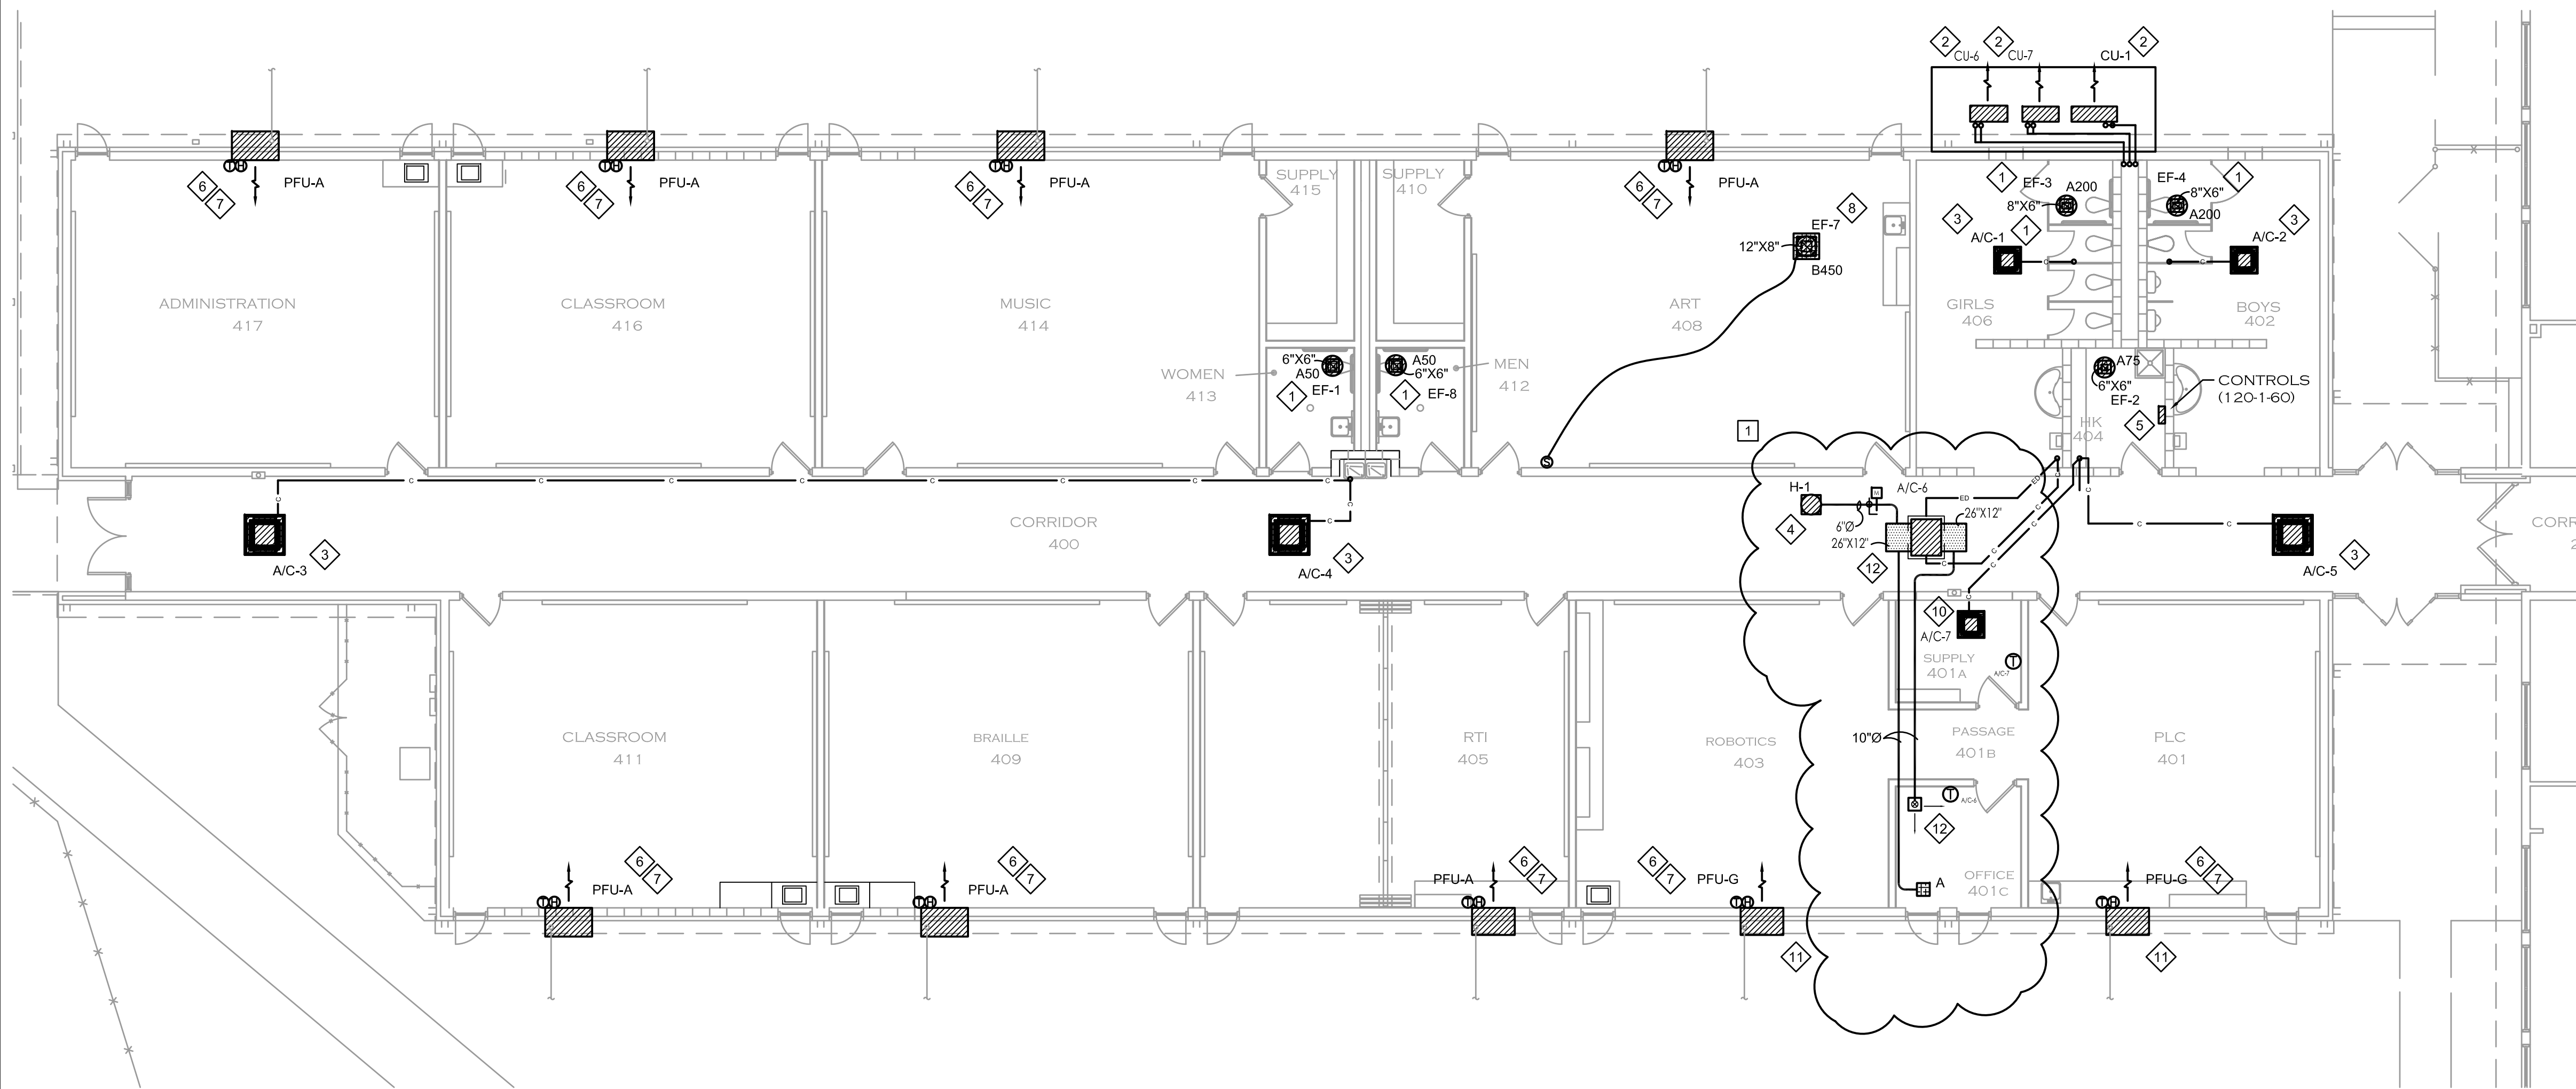 2
2
2
CU-6
CU-7
CU-1
6
7
PFU-A
6
7
PFU-A
6
7
PFU-A
6
7
PFU-A
SUPPLY
415
SUPPLY
410
8
EF-7
12"X8"
B450
1
EF-3
A200
8"X6"
EF-4
8"X6"
A200
1
3
A/C-1
1
3
A/C-2
ADMINISTRATION
417
CLASSROOM
416
MUSIC
414
ART
408
GIRLS
406
BOYS
402
WOMEN
413
6"X6"
A50
1
EF-1
A50
6"X6"
1
EF-8
MEN
412
A75
6"X6"
EF-2
CONTROLS
(120-1-60)
HK
404
5
1
S
C
C
C
C
C
C
C
C
C
C
A/C-3
3
CORRIDOR
400
A/C-4
3
H-1
4
6"Ø
M
A/C-6
26"X12"
26"X12"
12
ED
ED
C
C
C
C
C
C
C
C
C
A/C-5
3
CORR
2
10
A/C-7
SUPPLY
401A
T
A/C-7
CLASSROOM
411
BRAILLE
409
RTI
405
ROBOTICS
403
10"Ø
PASSAGE
401B
PLC
401
T
A/C-6
12
OFFICE
401C
A
6
7
PFU-A
6
7
PFU-A
6
7
PFU-A
6
7
PFU-G
6
7
PFU-G
11
11
T H
T H
T H
T H
T H
T H
T H
T H
T H